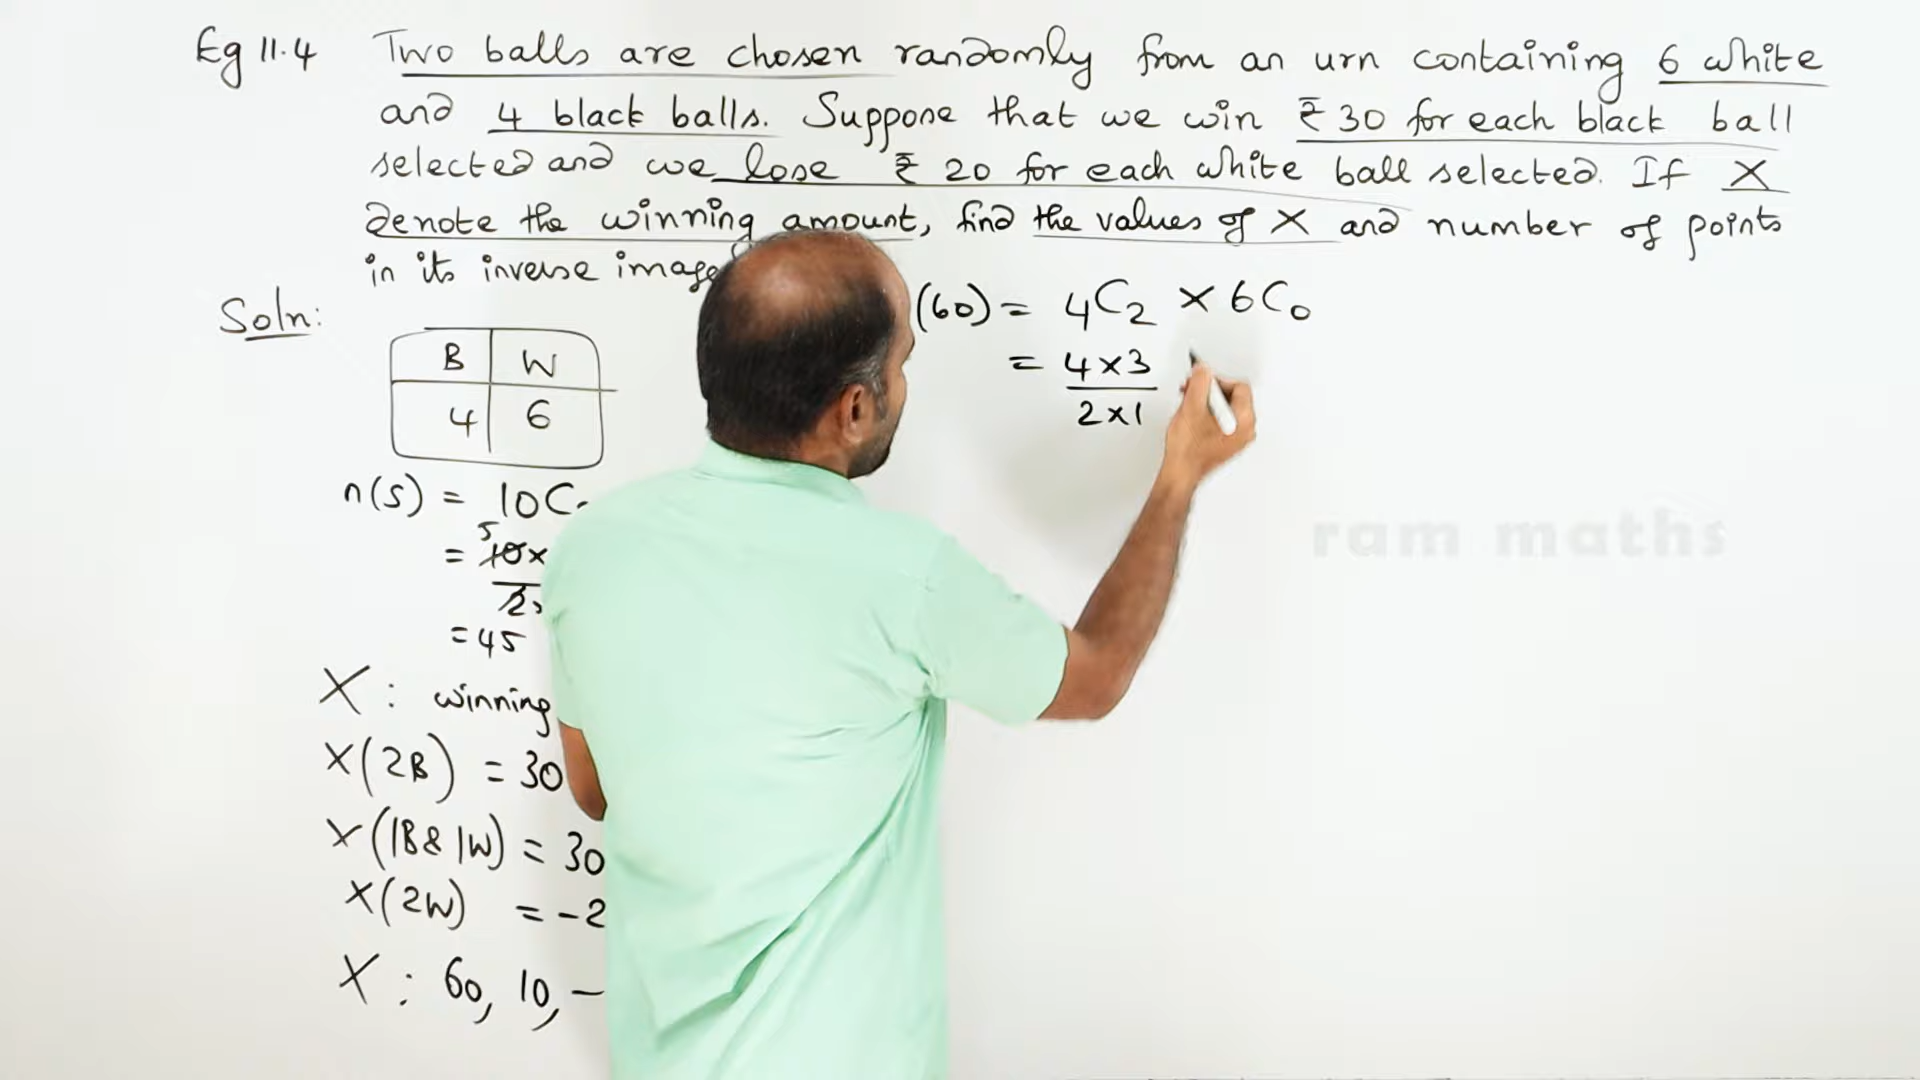 Eg 11.4 Two balls are chosen randomly from an urn containing 6 white
and 4 black balls. Suppose that we win ₹ 30 for each black ball
selected and we lose ₹ 20 for each white ball selected. If X
denote the winning amount, find the values of X and number of points
in its inverse
Soln:
B W
4 6
n(S) = 10C
= 10x
5
2
= 45
X : winning
X(2B) = 30
X(1B & 1W) = 30
X(2W) = -2
X : 60, 10, -
(60) = 4C2 × 6C0
= 4×3
2×1
ram maths